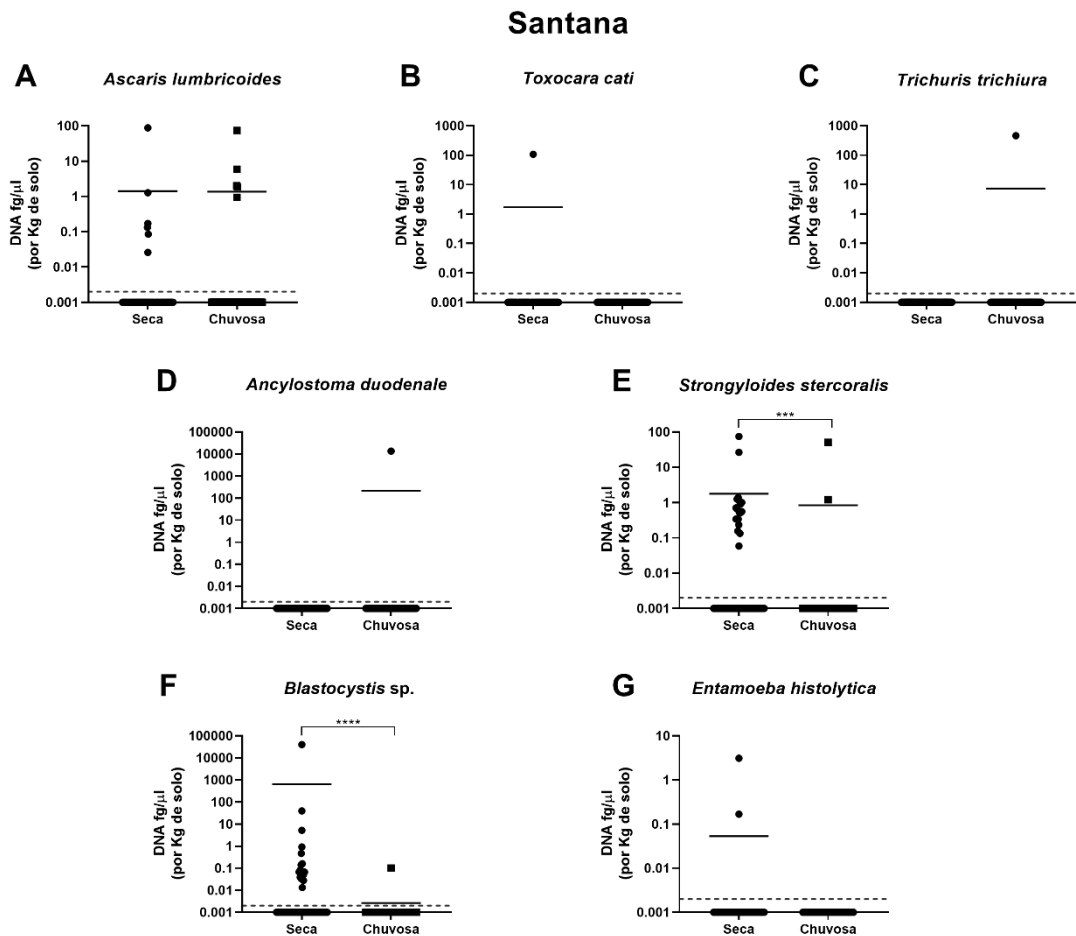 Santana
A
Ascaris lumbricoides
DNA fg/µl
(por Kg de solo)
100
10
1
0.1
0.01
0.001
Seca
Chuvosa
B
Toxocara cati
DNA fg/µl
(por Kg de solo)
1000
100
10
1
0.1
0.01
0.001
Seca
Chuvosa
C
Trichuris trichiura
DNA fg/µl
(por Kg de solo)
1000
100
10
1
0.1
0.01
0.001
Seca
Chuvosa
D
Ancylostoma duodenale
DNA fg/µl
(por Kg de solo)
100000
10000
1000
100
10
1
0.1
0.01
0.001
Seca
Chuvosa
E
Strongyloides stercoralis
***
DNA fg/µl
(por Kg de solo)
100
10
1
0.1
0.01
0.001
Seca
Chuvosa
F
Blastocystis sp.
****
DNA fg/µl
(por Kg de solo)
100000
10000
1000
100
10
1
0.1
0.01
0.001
Seca
Chuvosa
G
Entamoeba histolytica
DNA fg/µl
(por Kg de solo)
10
1
0.1
0.01
0.001
Seca
Chuvosa